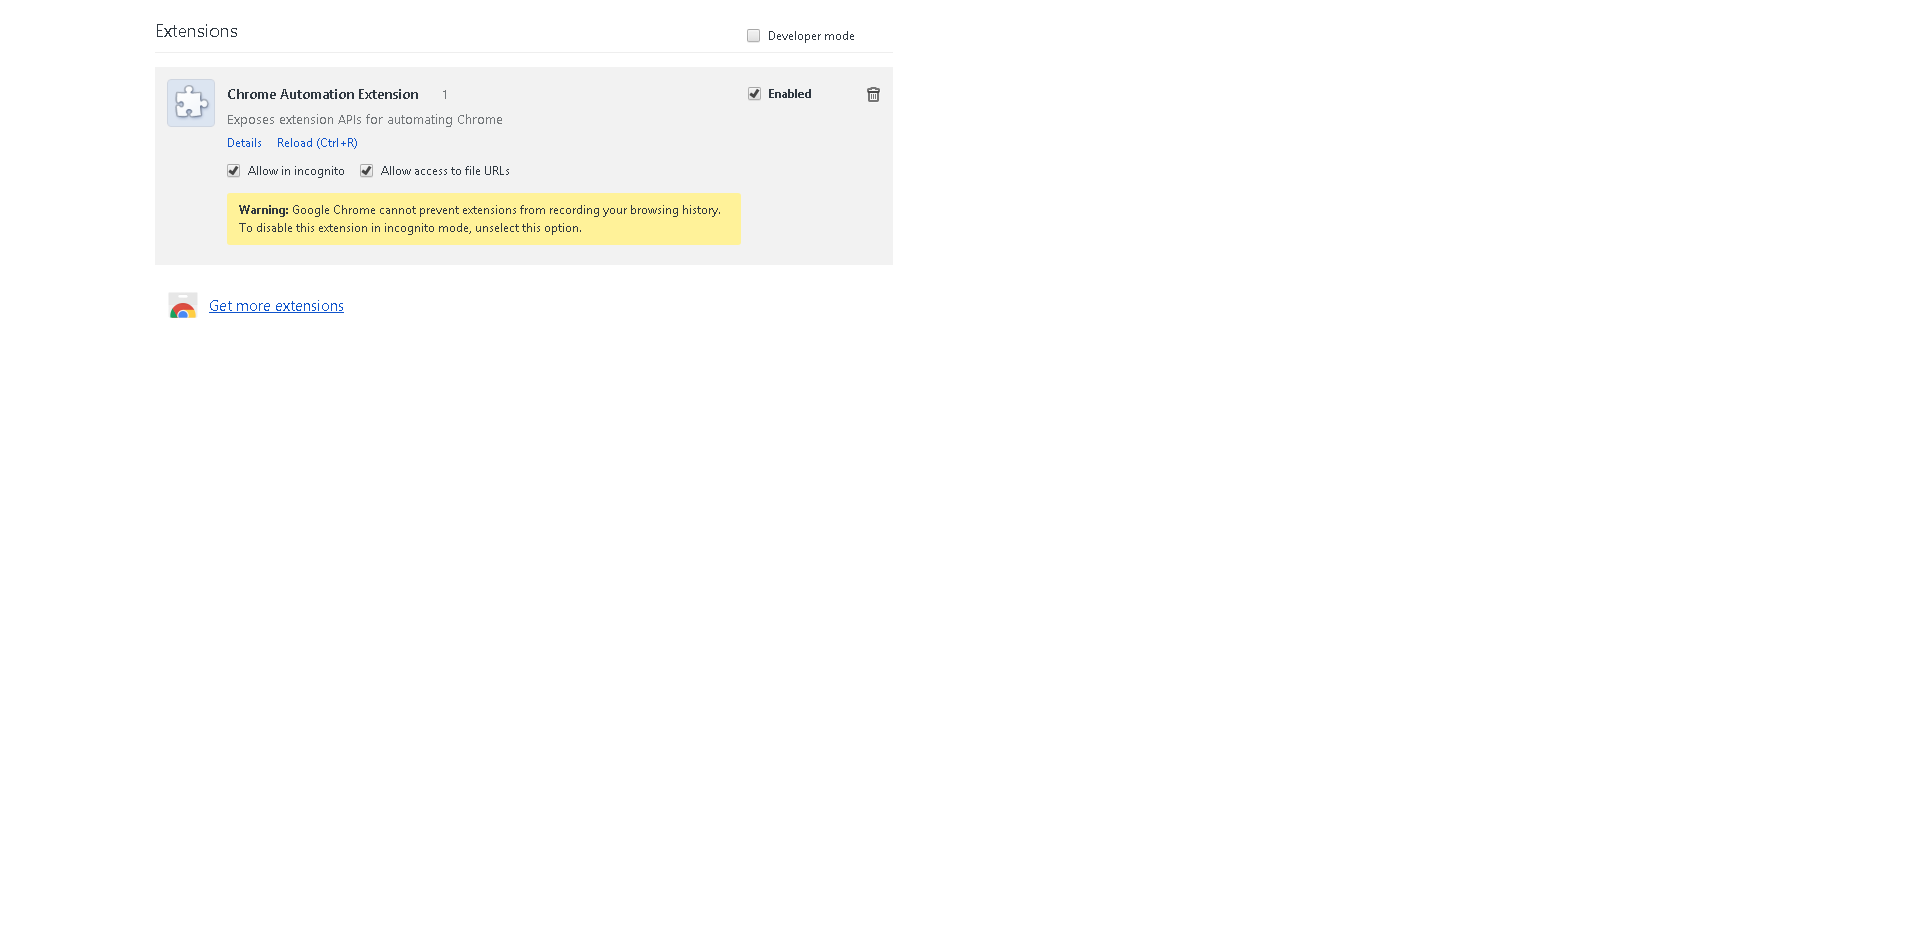 Extensions
Developer mode
Chrome Automation Extension 1
Enabled
Exposes extension APIs for automating Chrome
Details Reload (Ctrl+R)
Allow in incognito Allow access to file URLs
Warning: Google Chrome cannot prevent extensions from recording your browsing history.
To disable this extension in incognito mode, unselect this option.
Get more extensions